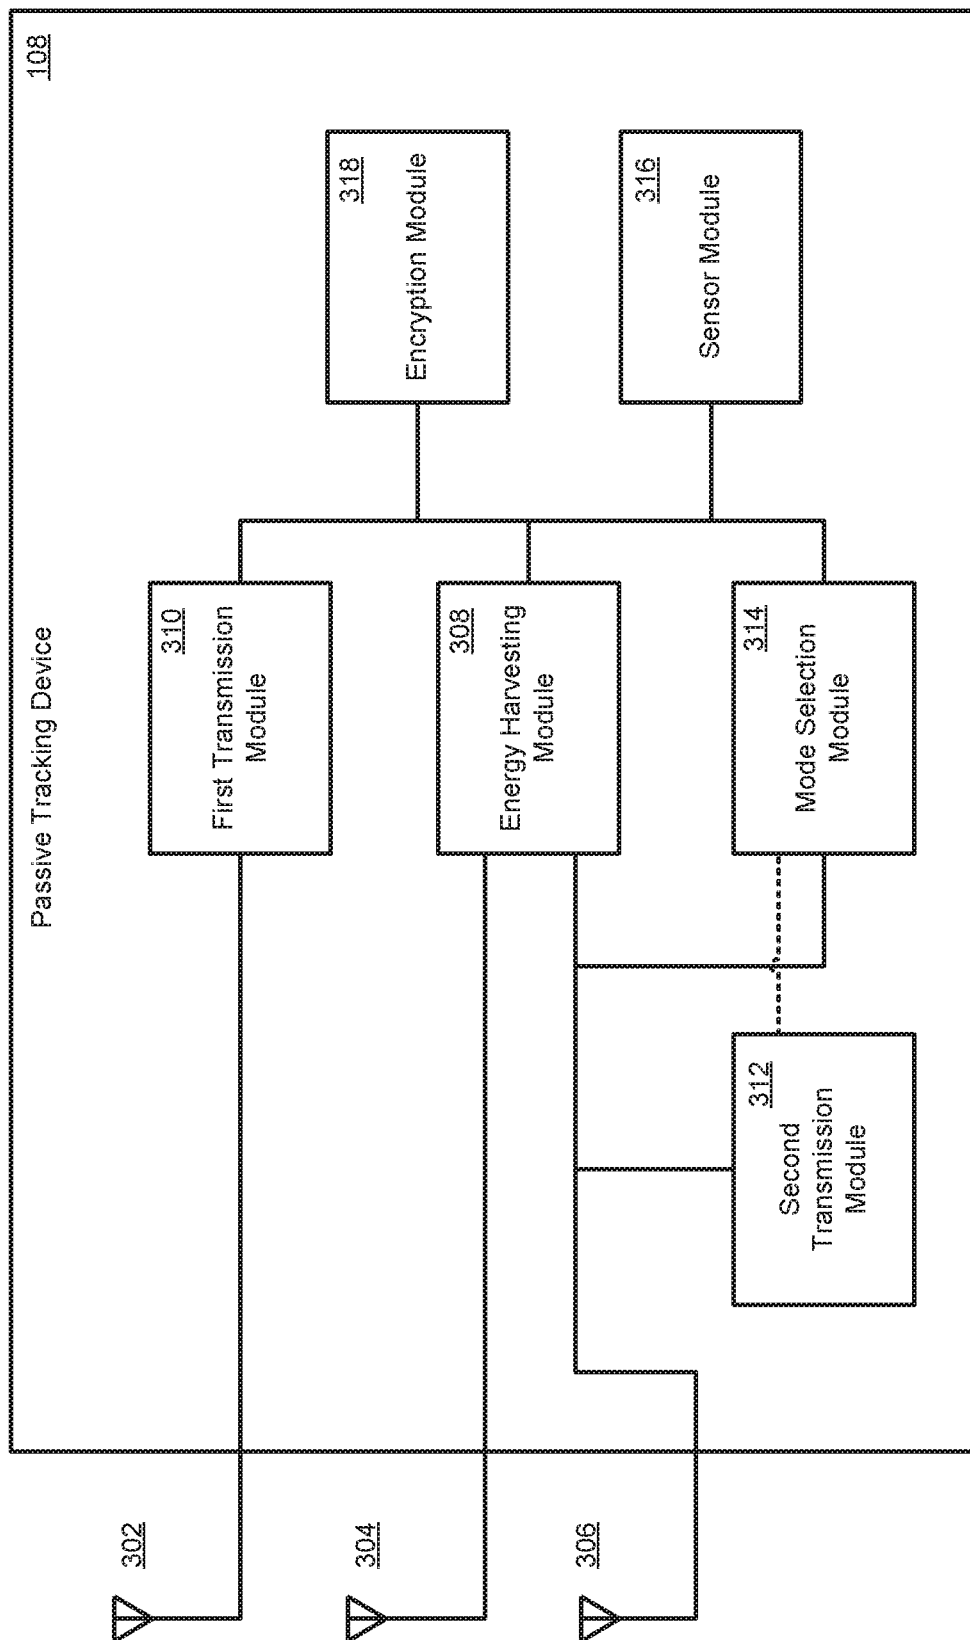 Passive Tracking Device
108
302
310
First Transmission
Module
318
Encryption Module
304
308
Energy Harvesting
Module
316
Sensor Module
306
312
Second
Transmission
Module
314
Mode Selection
Module